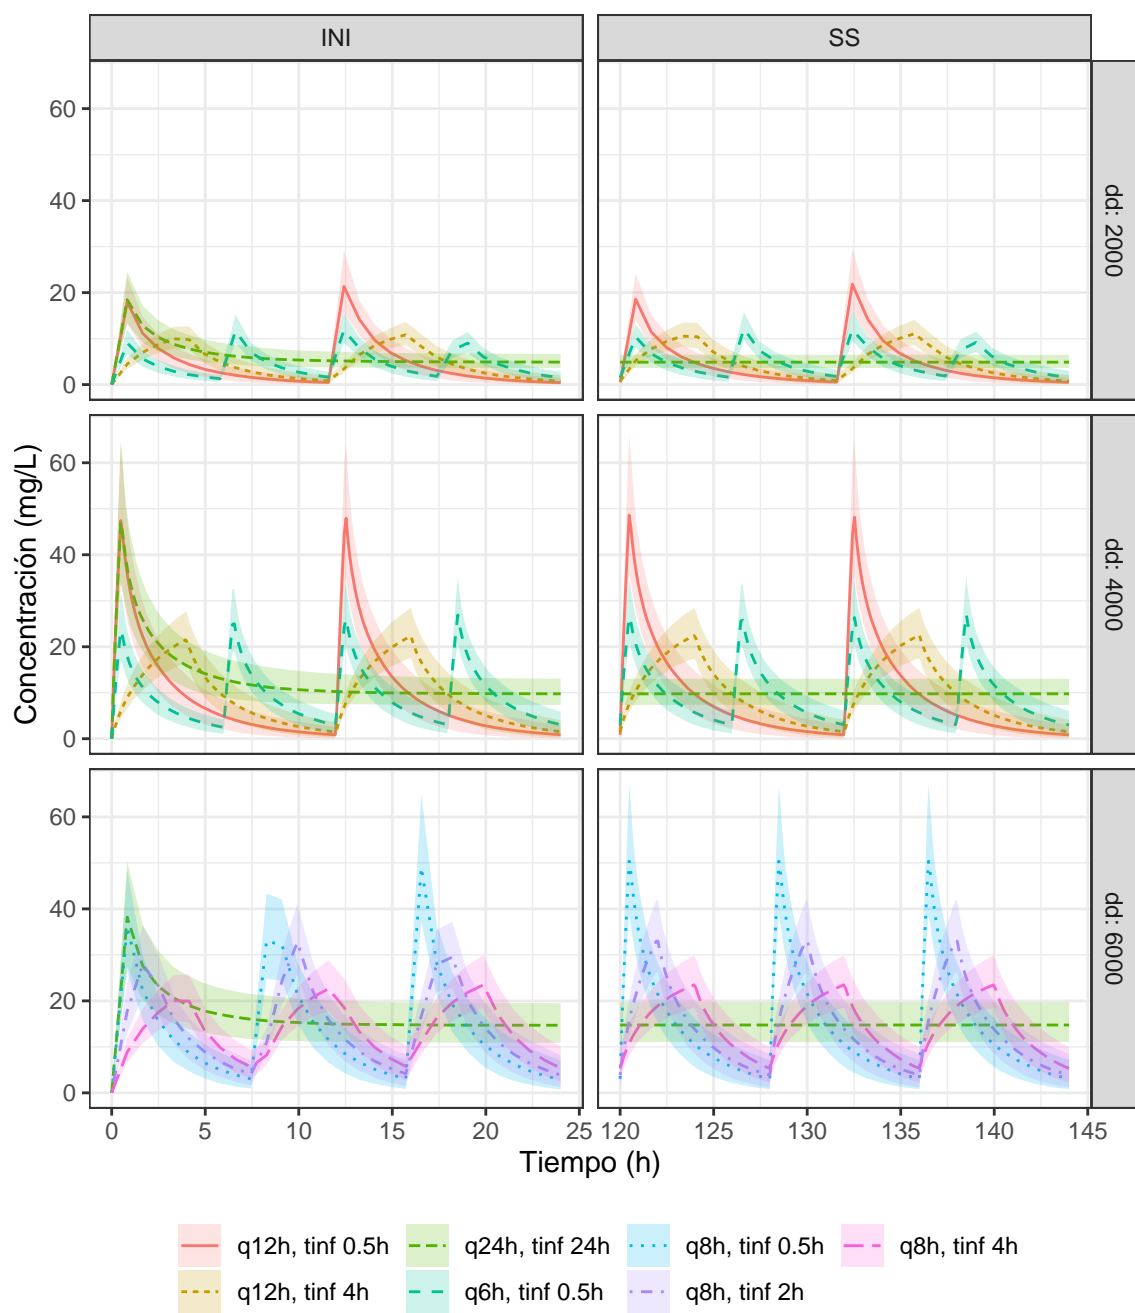 INI
SS
60
40
20
0
dd: 2000
60
40
20
0
dd: 4000
60
40
20
0
dd: 6000
Concentración (mg/L)
0 5 10 15 20 25 120 125 130 135 140 145
Tiempo (h)
q12h, tinf 0.5h q24h, tinf 24h q8h, tinf 0.5h q8h, tinf 4h
q12h, tinf 4h q6h, tinf 0.5h q8h, tinf 2h